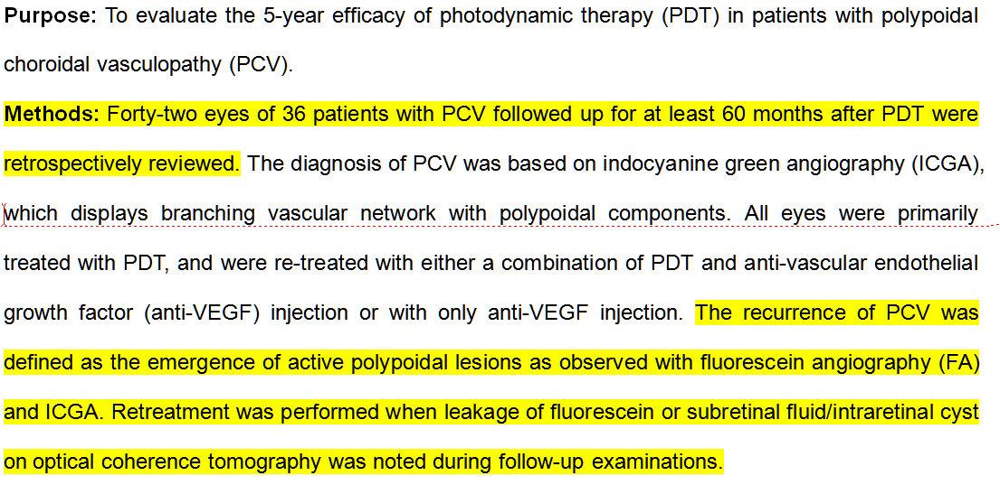 Purpose: To evaluate the 5-year efficacy of photodynamic therapy (PDT) in patients with polypoidal
choroidal vasculopathy (PCV).
Methods: Forty-two eyes of 36 patients with PCV followed up for at least 60 months after PDT were
retrospectively reviewed. The diagnosis of PCV was based on indocyanine green angiography (ICGA),
which displays branching vascular network with polypoidal components. All eyes were primarily
treated with PDT, and were re-treated with either a combination of PDT and anti-vascular endothelial
growth factor (anti-VEGF) injection or with only anti-VEGF injection. The recurrence of PCV was
defined as the emergence of active polypoidal lesions as observed with fluorescein angiography (FA)
and ICGA. Retreatment was performed when leakage of fluorescein or subretinal fluid/intraretinal cyst
on optical coherence tomography was noted during follow-up examinations.